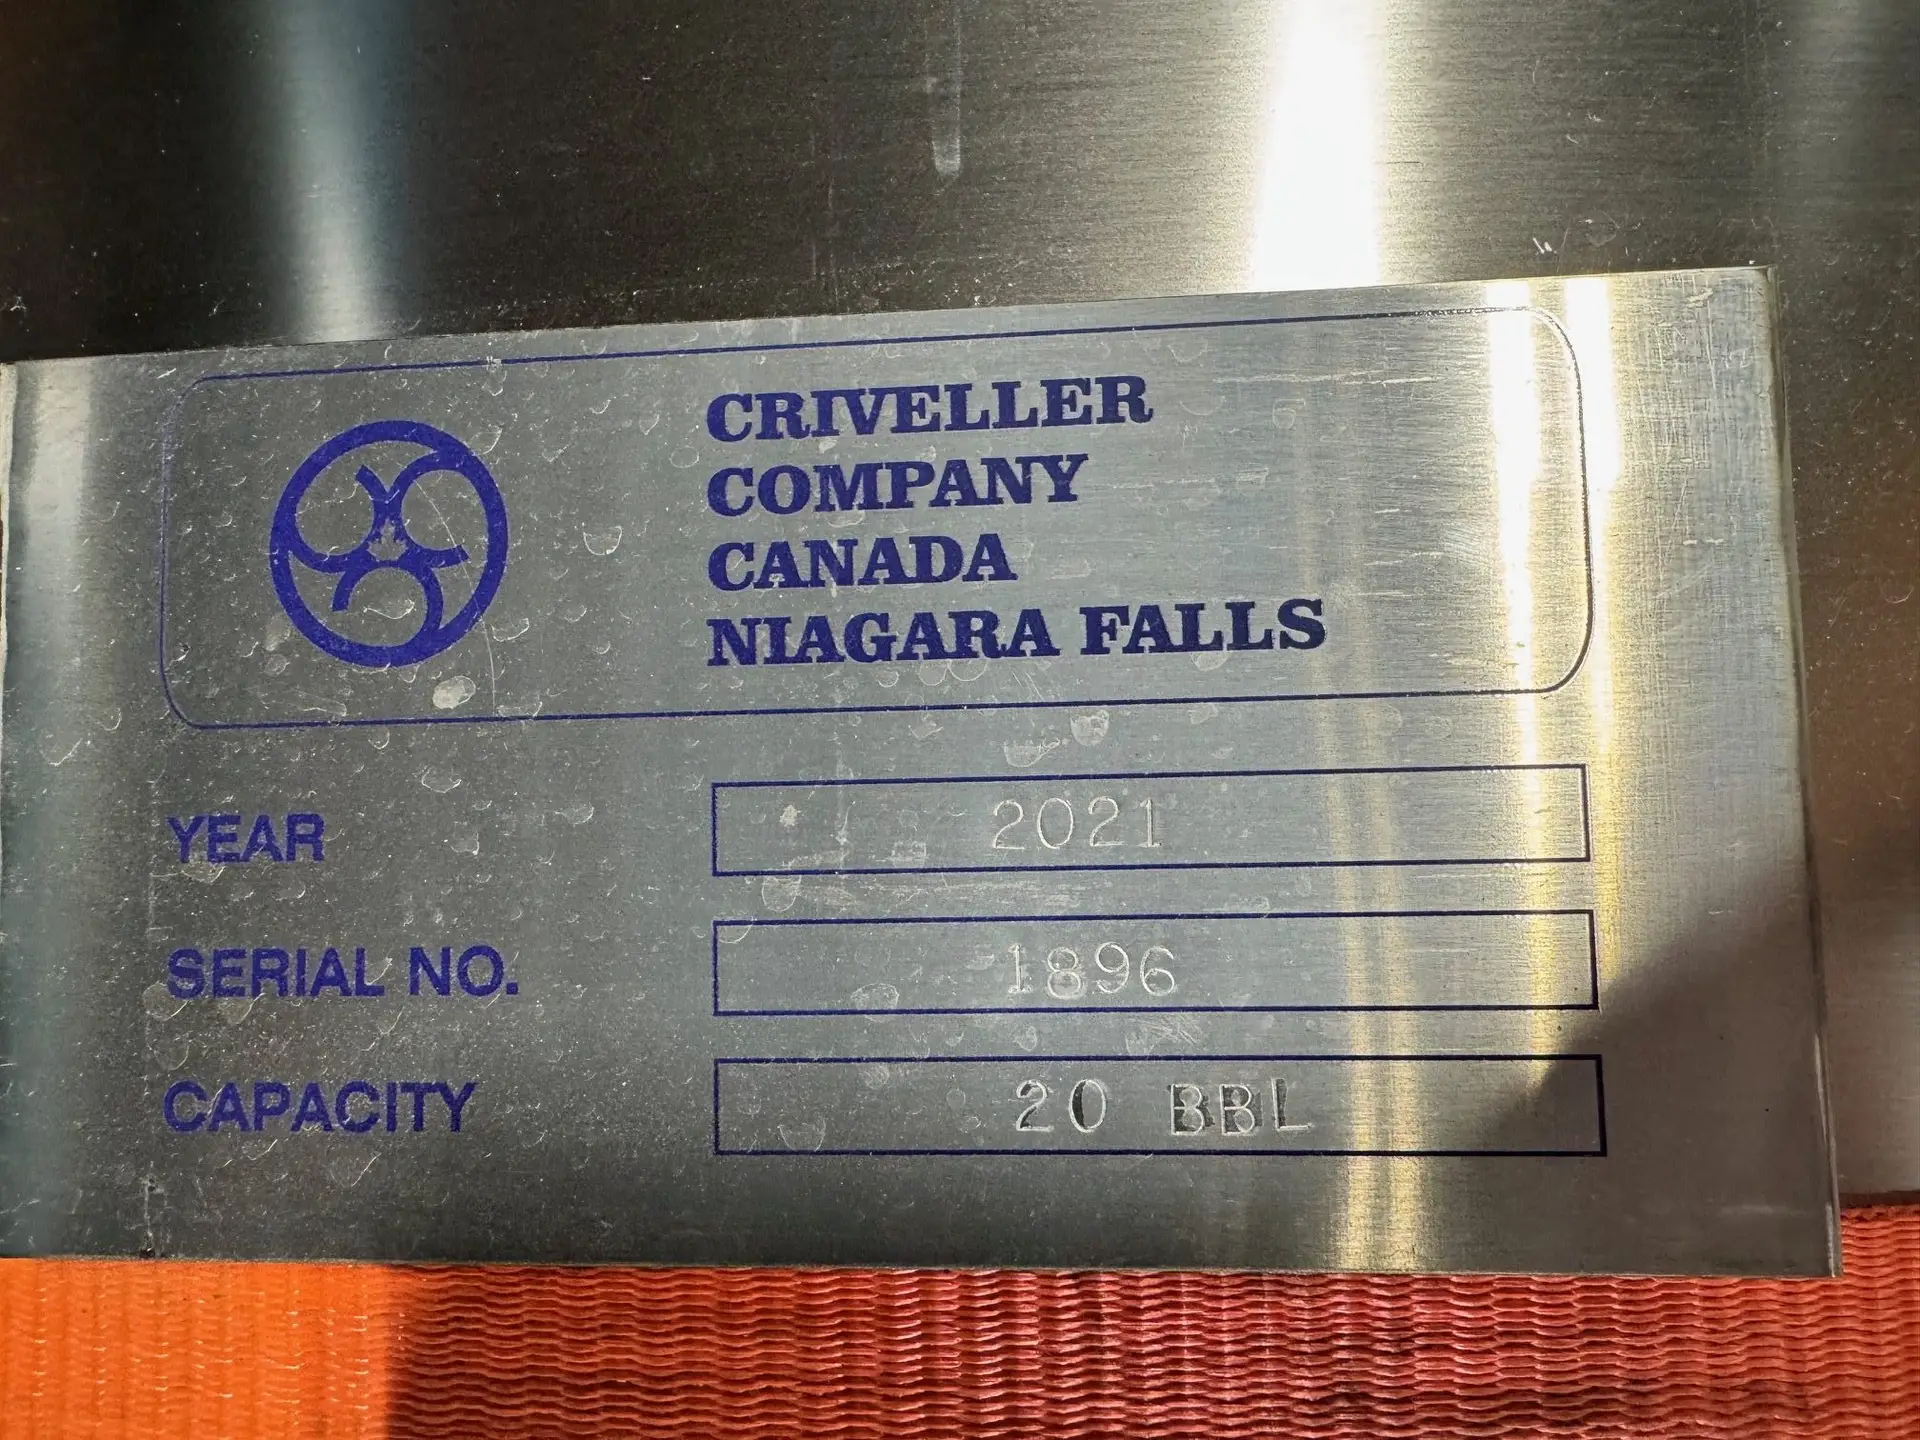 CRIVELLER
COMPANY
CANADA
NIAGARA FALLS
YEAR 2021
SERIAL NO. 1896
CAPACITY 20 BBL